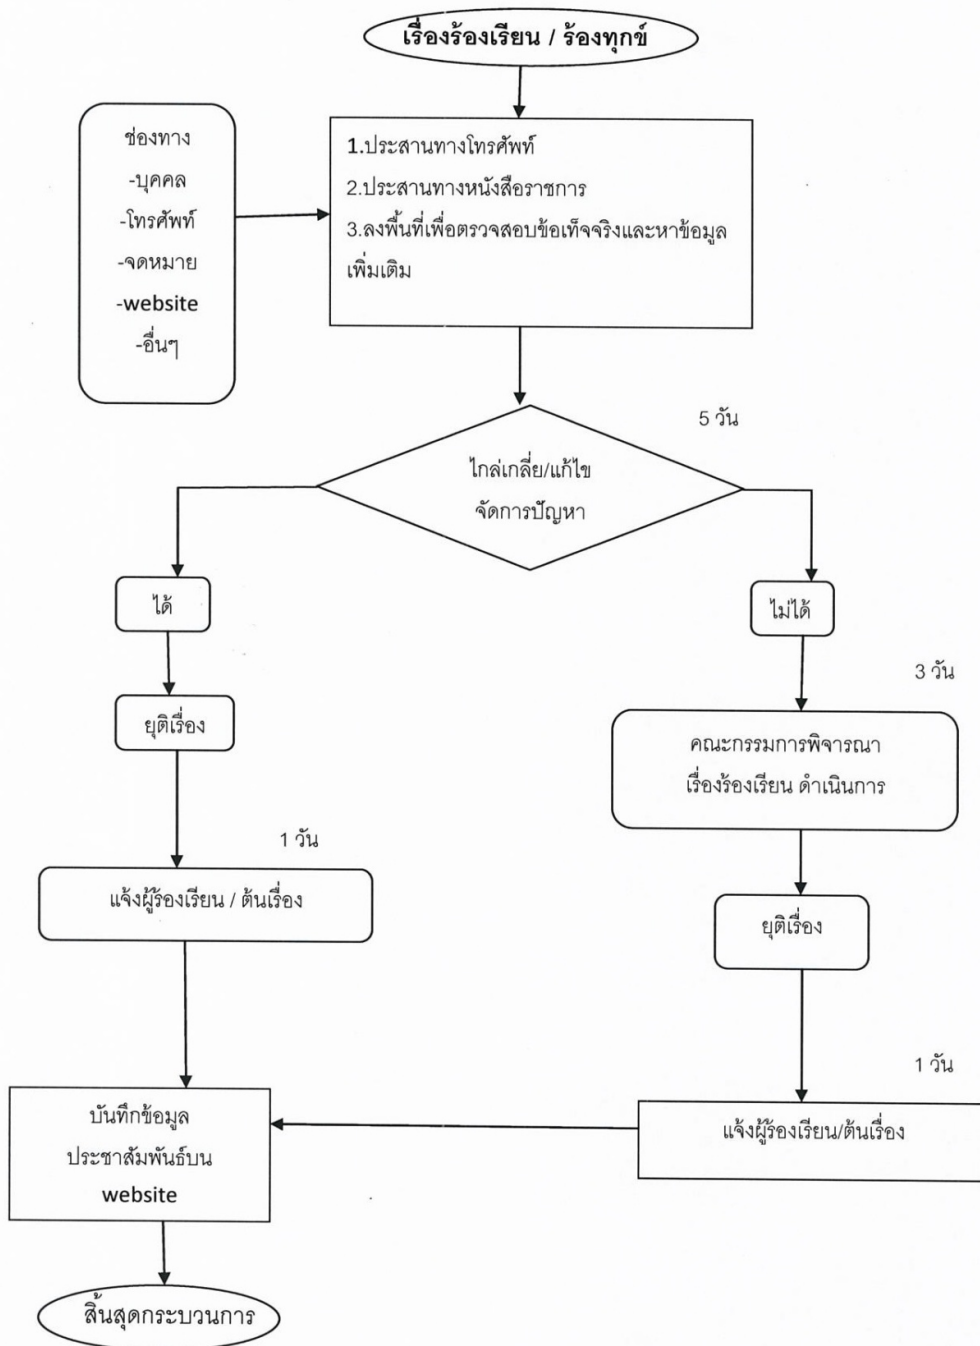 เรื่องร้องเรียน / ร้องทุกข์
ช่องทาง
-บุคคล
-โทรศัพท์
-จดหมาย
-website
-อื่นๆ
1.ประสานทางโทรศัพท์
2.ประสานทางหนังสือราชการ
3.ลงพื้นที่เพื่อตรวจสอบข้อเท็จจริงและหาข้อมูล
เพิ่มเติม
5 วัน
ไกล่เกลี่ย/แก้ไข
จัดการปัญหา
ได้
ไม่ได้
3 วัน
ยุติเรื่อง
คณะกรรมการพิจารณา
เรื่องร้องเรียน ดำเนินการ
1 วัน
แจ้งผู้ร้องเรียน / ต้นเรื่อง
ยุติเรื่อง
1 วัน
แจ้งผู้ร้องเรียน/ต้นเรื่อง
บันทึกข้อมูล
ประชาสัมพันธ์บน
website
สิ้นสุดกระบวนการ